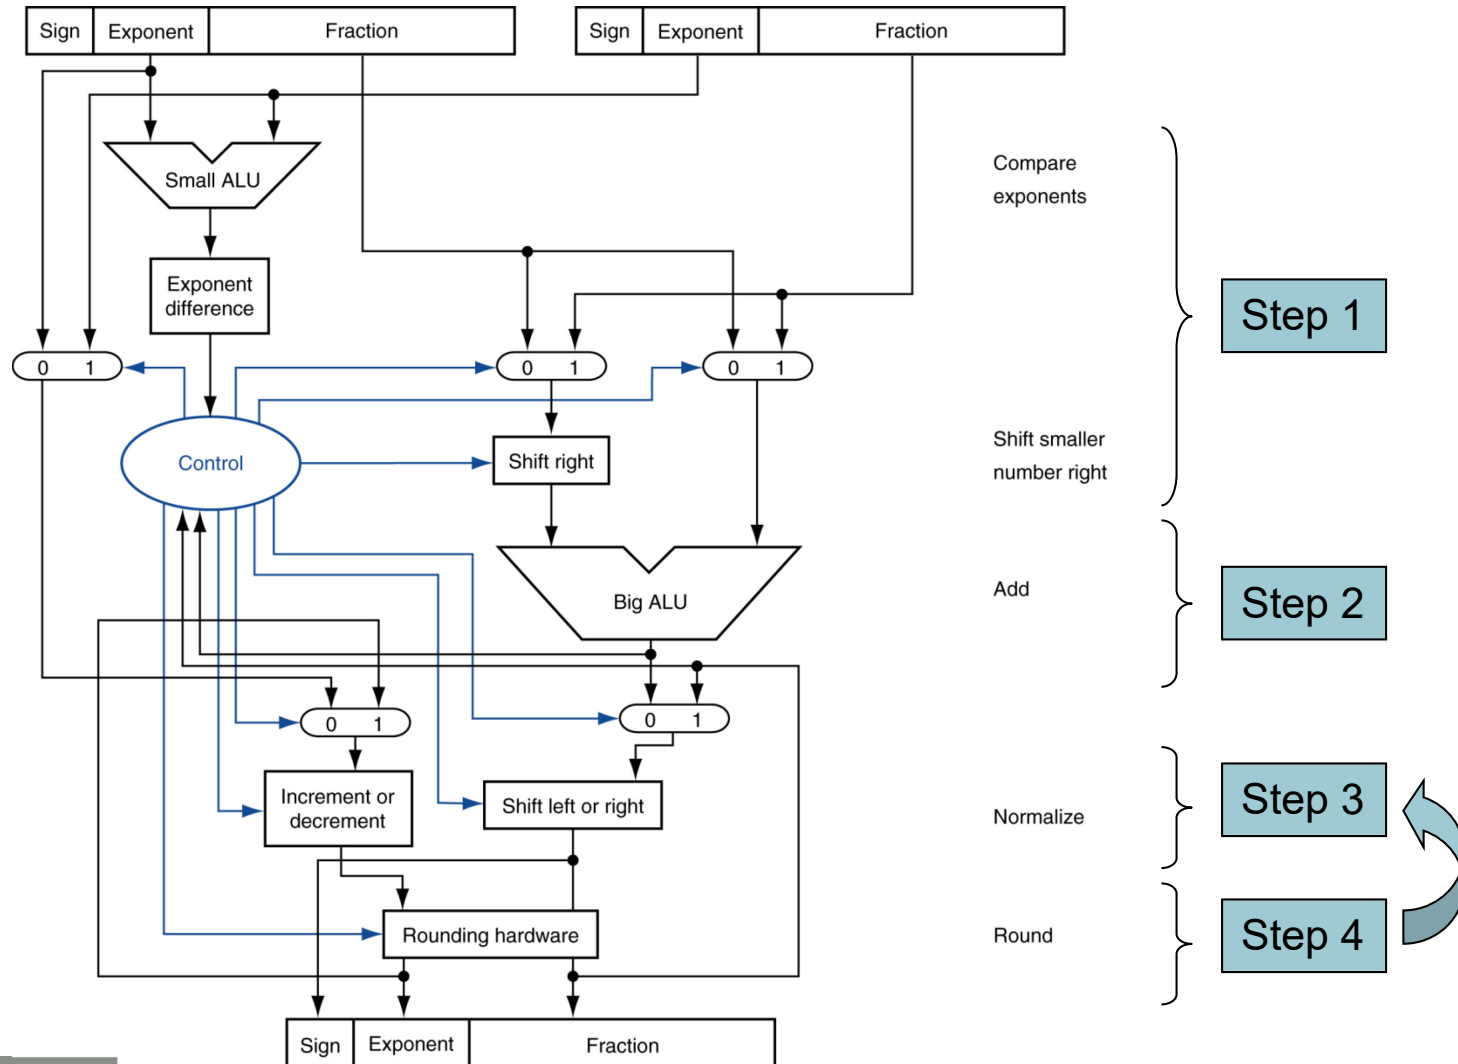 Sign Exponent Fraction Sign Exponent Fraction
Small ALU
Compare
exponents
Exponent
difference
Step 1
0 1 0 1 0 1
Control
Shift right
Shift smaller
number right
Big ALU
Add
Step 2
0 1 0 1
Increment or
decrement
Shift left or right
Normalize
Step 3
Rounding hardware
Round
Step 4
Sign Exponent Fraction